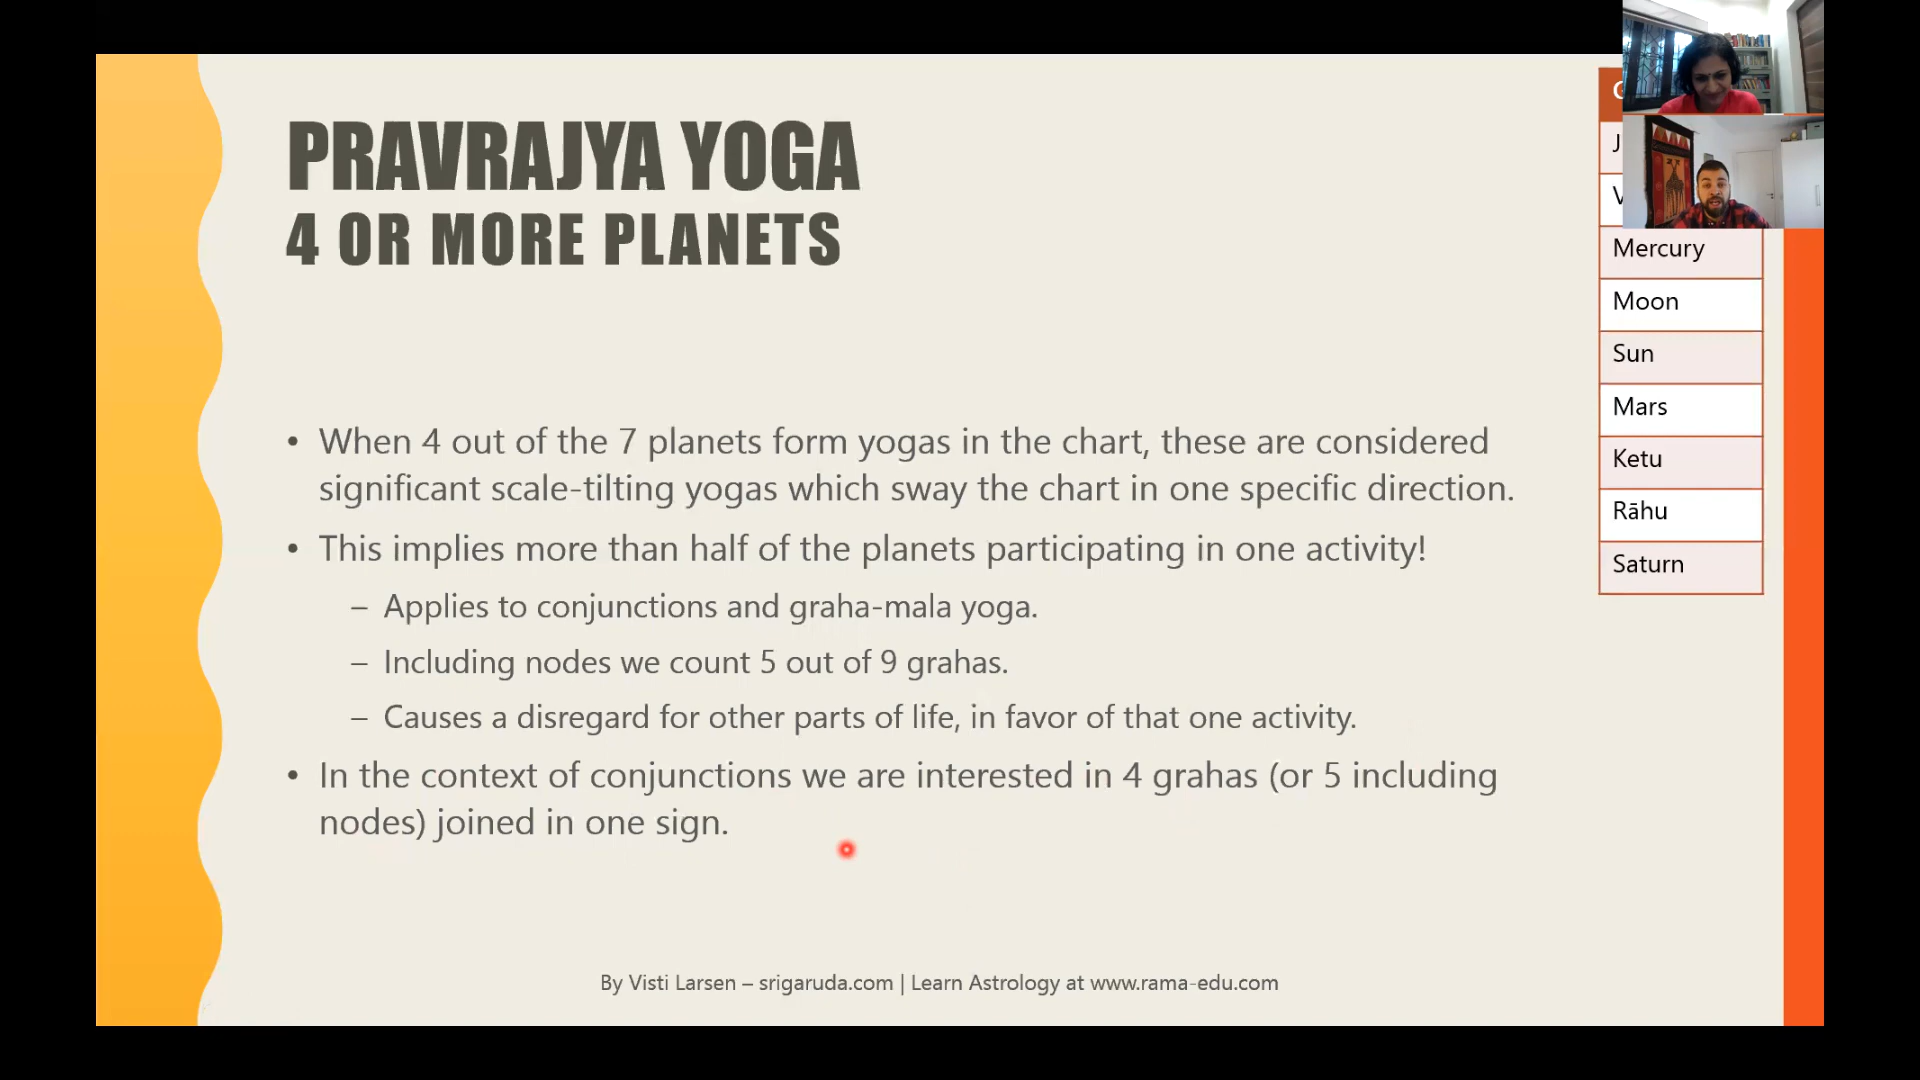 PRAVRAJYA YOGA
4 OR MORE PLANETS
• When 4 out of the 7 planets form yogas in the chart, these are considered
significant scale-tilting yogas which sway the chart in one specific direction.
• This implies more than half of the planets participating in one activity!
– Applies to conjunctions and graha-mala yoga.
– Including nodes we count 5 out of 9 grahas.
– Causes a disregard for other parts of life, in favor of that one activity.
• In the context of conjunctions we are interested in 4 grahas (or 5 including
nodes) joined in one sign.
Mercury
Moon
Sun
Mars
Ketu
Rāhu
Saturn
By Visti Larsen – srigaruda.com | Learn Astrology at www.rama-edu.com